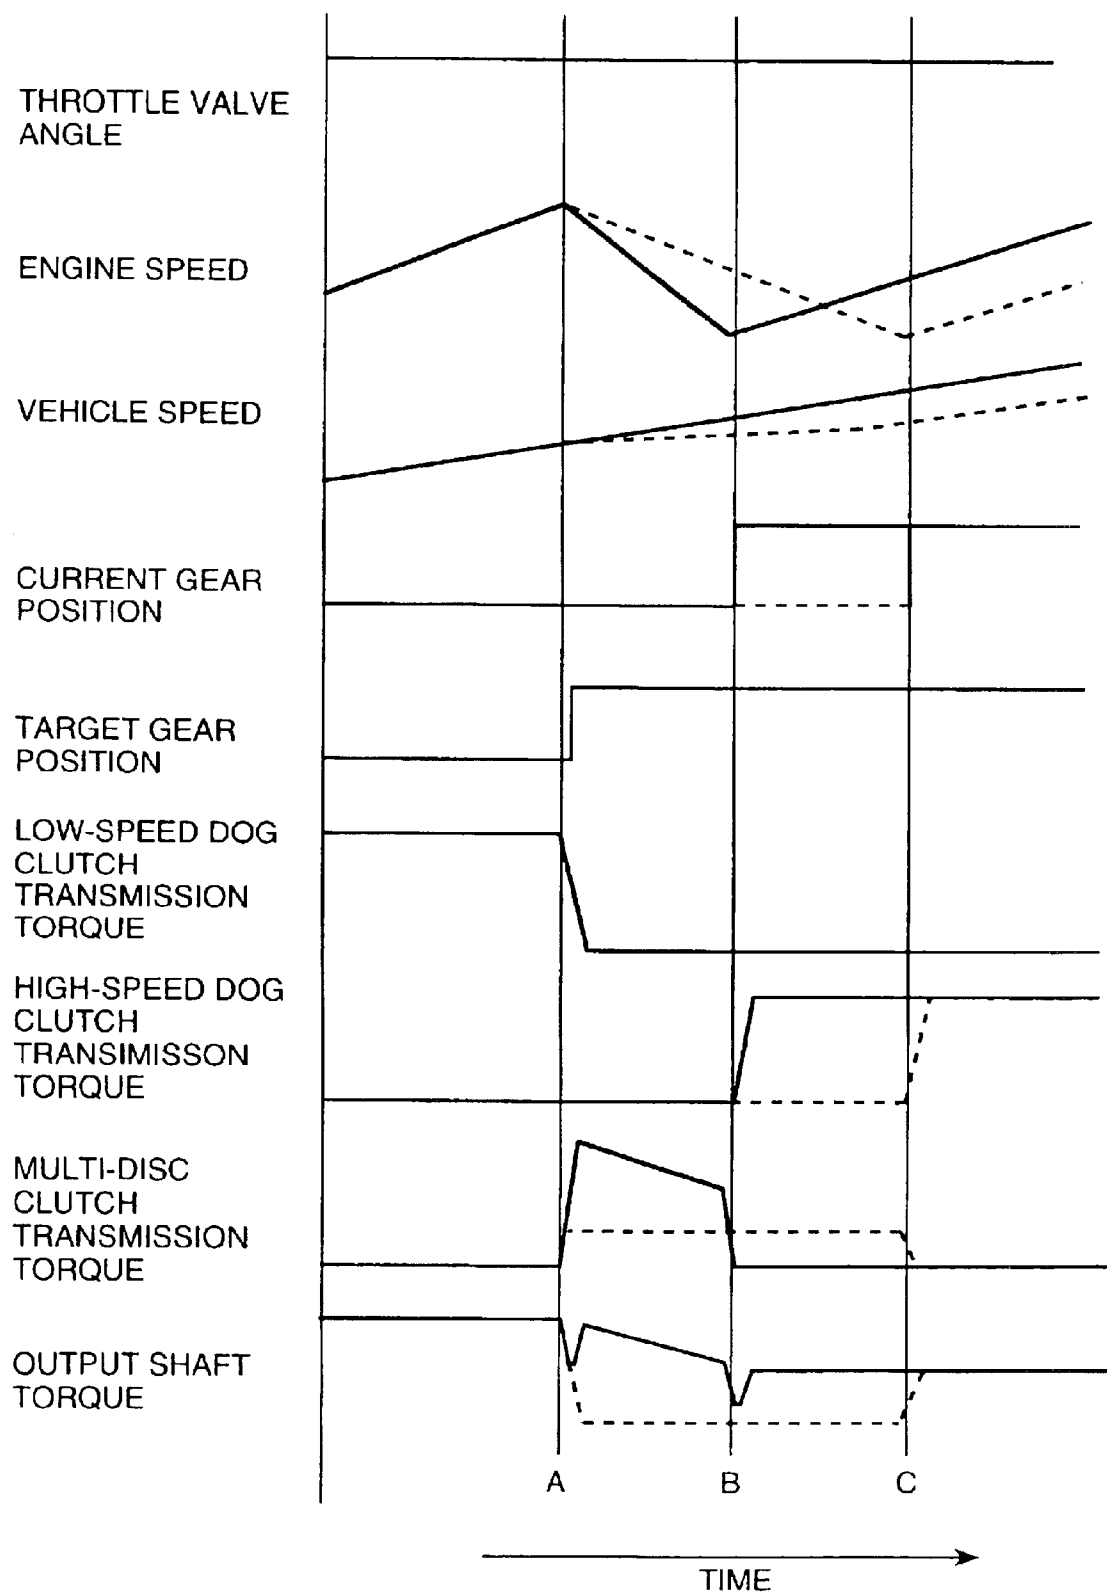 THROTTLE VALVE
ANGLE
ENGINE SPEED
VEHICLE SPEED
CURRENT GEAR
POSITION
TARGET GEAR
POSITION
LOW-SPEED DOG
CLUTCH
TRANSMISSION
TORQUE
HIGH-SPEED DOG
CLUTCH
TRANSIMISSON
TORQUE
MULTI-DISC
CLUTCH
TRANSMISSION
TORQUE
OUTPUT SHAFT
TORQUE
A B C
TIME